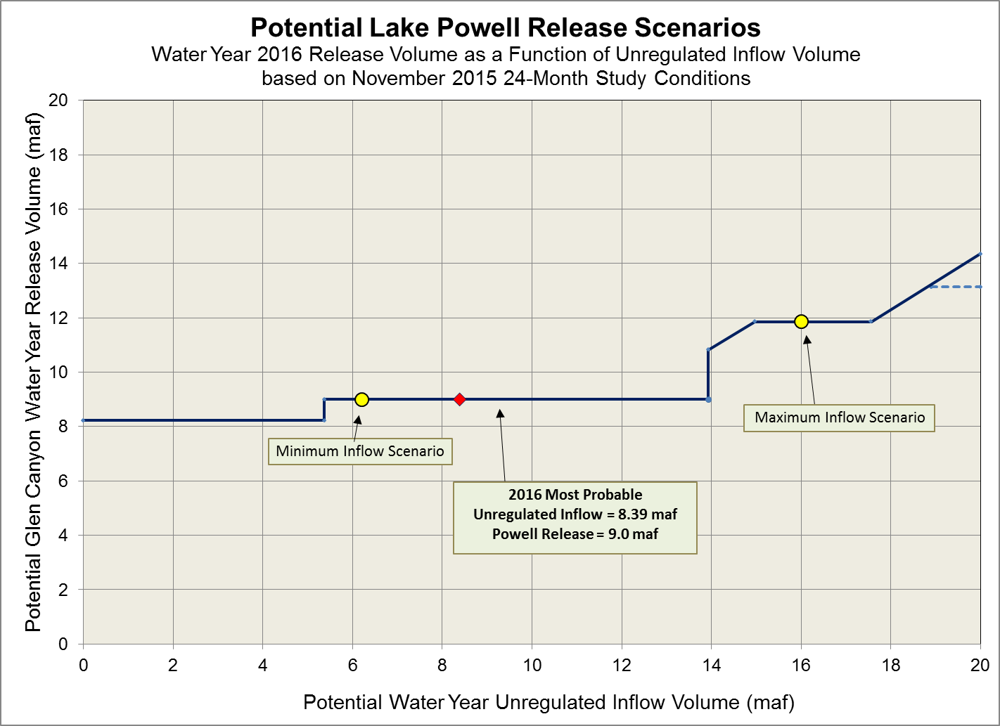 Potential Lake Powell Release Scenarios
Water Year 2016 Release Volume as a Function of Unregulated Inflow Volume
based on November 2015 24-Month Study Conditions
Potential Glen Canyon Water Year Release Volume (maf)
20
18
16
14
12
10
8
6
4
2
0
Minimum Inflow Scenario
Maximum Inflow Scenario
2016 Most Probable
Unregulated Inflow = 8.39 maf
Powell Release = 9.0 maf
0 2 4 6 8 10 12 14 16 18 20
Potential Water Year Unregulated Inflow Volume (maf)